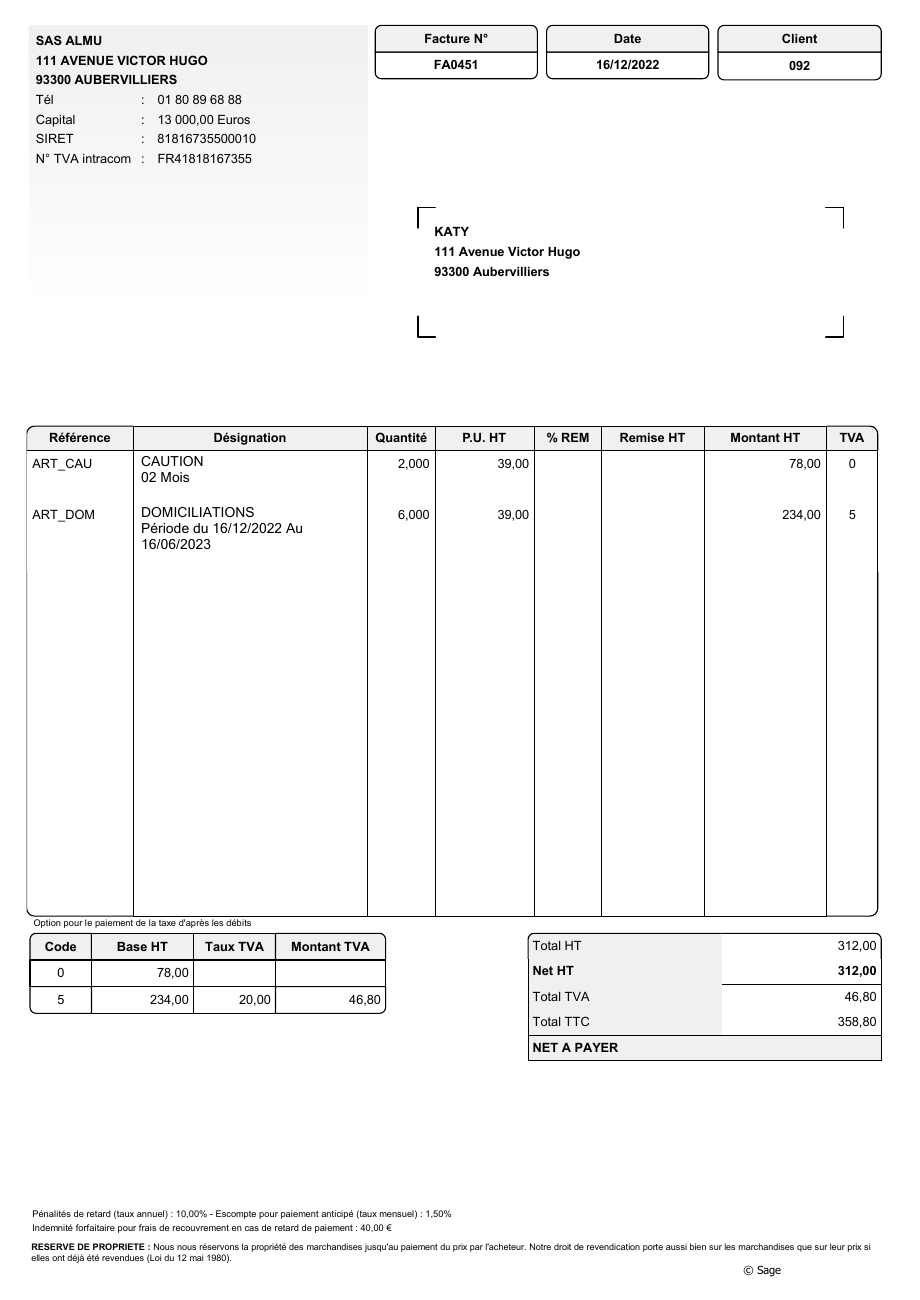 SAS ALMU
111 AVENUE VICTOR HUGO
93300 AUBERVILLIERS
Tél : 01 80 89 68 88
Capital : 13 000,00 Euros
SIRET : 81816735500010
N° TVA intracom : FR41818167355
Facture N° Date Client
FA0451 16/12/2022 092
KATY
111 Avenue Victor Hugo
93300 Aubervilliers
Référence Désignation Quantité P.U. HT % REM Remise HT Montant HT TVA
ART_CAU CAUTION 2,000 39,00 78,00 0
02 Mois
ART_DOM DOMICILIATIONS 6,000 39,00 234,00 5
Période du 16/12/2022 Au
16/06/2023
Option pour le paiement de la taxe d'après les débits
Code Base HT Taux TVA Montant TVA
0 78,00
5 234,00 20,00 46,80
Total HT 312,00
Net HT 312,00
Total TVA 46,80
Total TTC 358,80
NET A PAYER
Pénalités de retard (taux annuel) : 10,00% - Escompte pour paiement anticipé (taux mensuel) : 1,50%
Indemnité forfaitaire pour frais de recouvrement en cas de retard de paiement : 40,00 €
RESERVE DE PROPRIETE : Nous nous réservons la propriété des marchandises jusqu'au paiement du prix par l'acheteur. Notre droit de revendication porte aussi bien sur les marchandises que sur leur prix si
elles ont déjà été revendues (Loi du 12 mai 1980).
© Sage